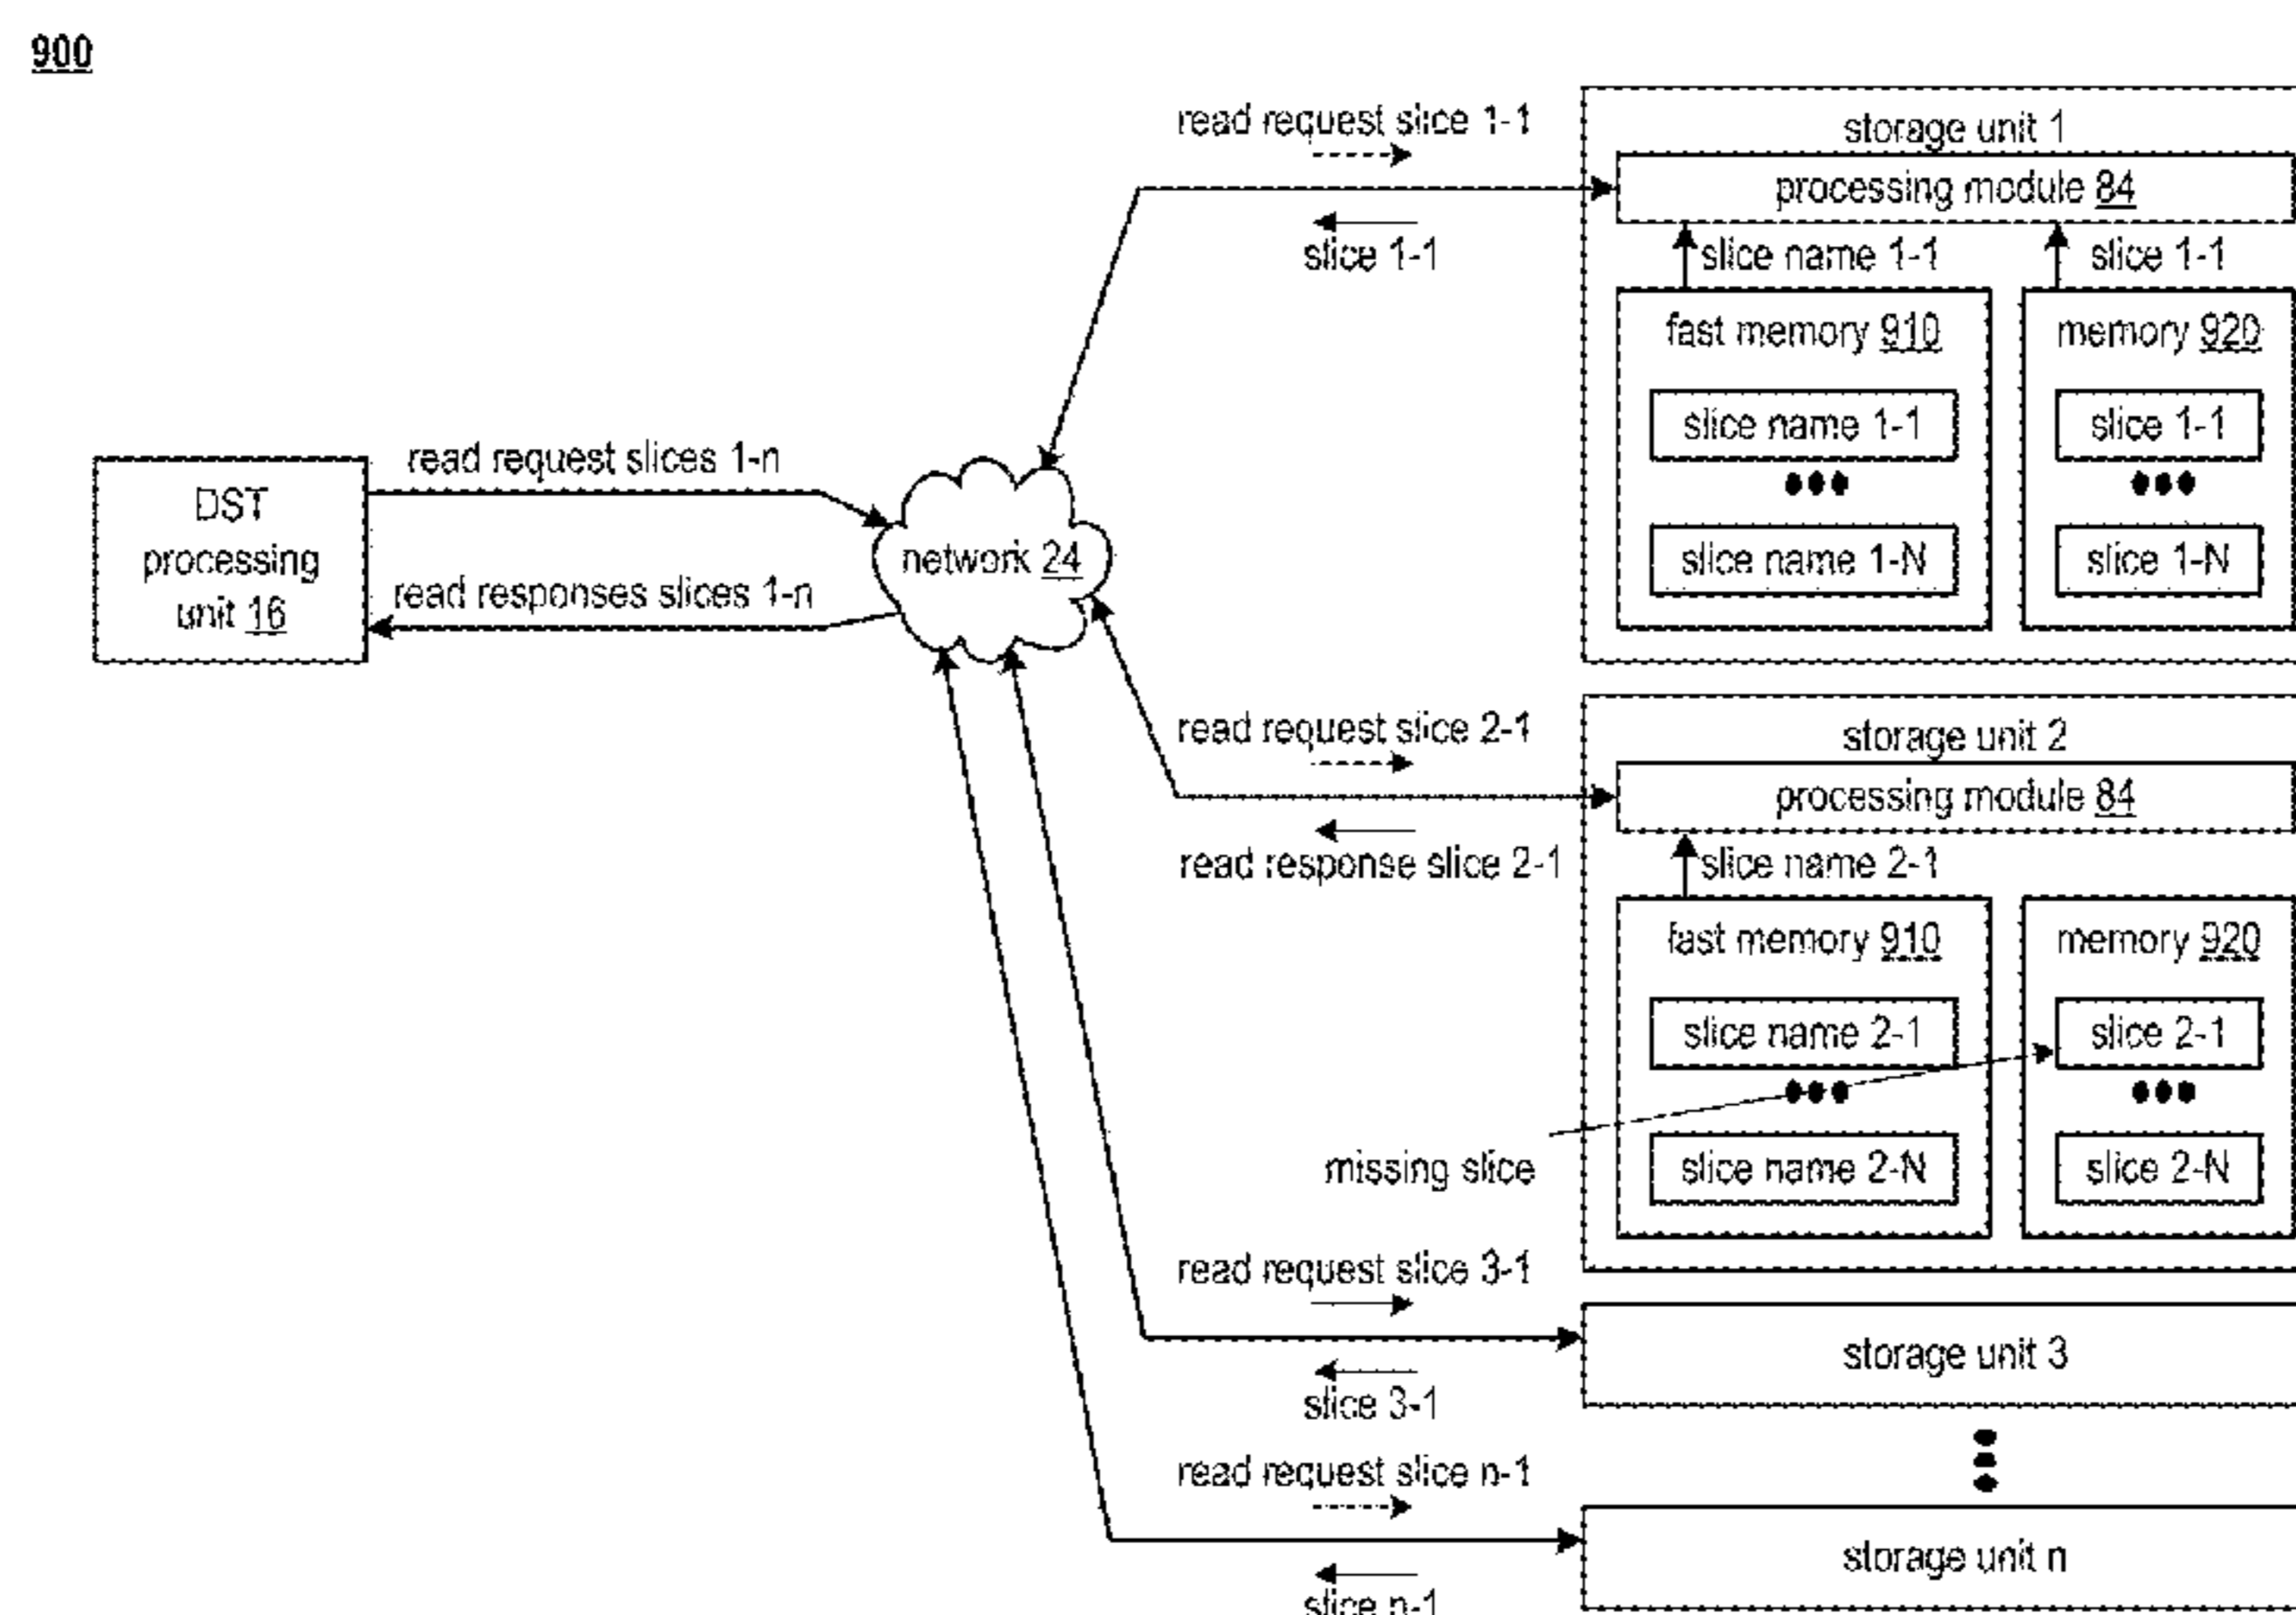 900
read request slice 1-1
slice 1-1
storage unit 1
processing module 84
slice name 1-1
slice 1-1
fast memory 910
memory 920
slice name 1-1
slice 1-1
slice name 1-N
slice 1-N
DST
processing
unit 16
read request slices 1-n
read responses slices 1-n
network 24
read request slice 2-1
read response slice 2-1
storage unit 2
processing module 84
slice name 2-1
fast memory 910
memory 920
slice name 2-1
slice 2-1
missing slice
slice name 2-N
slice 2-N
read request slice 3-1
slice 3-1
storage unit 3
read request slice n-1
slice n-1
storage unit n